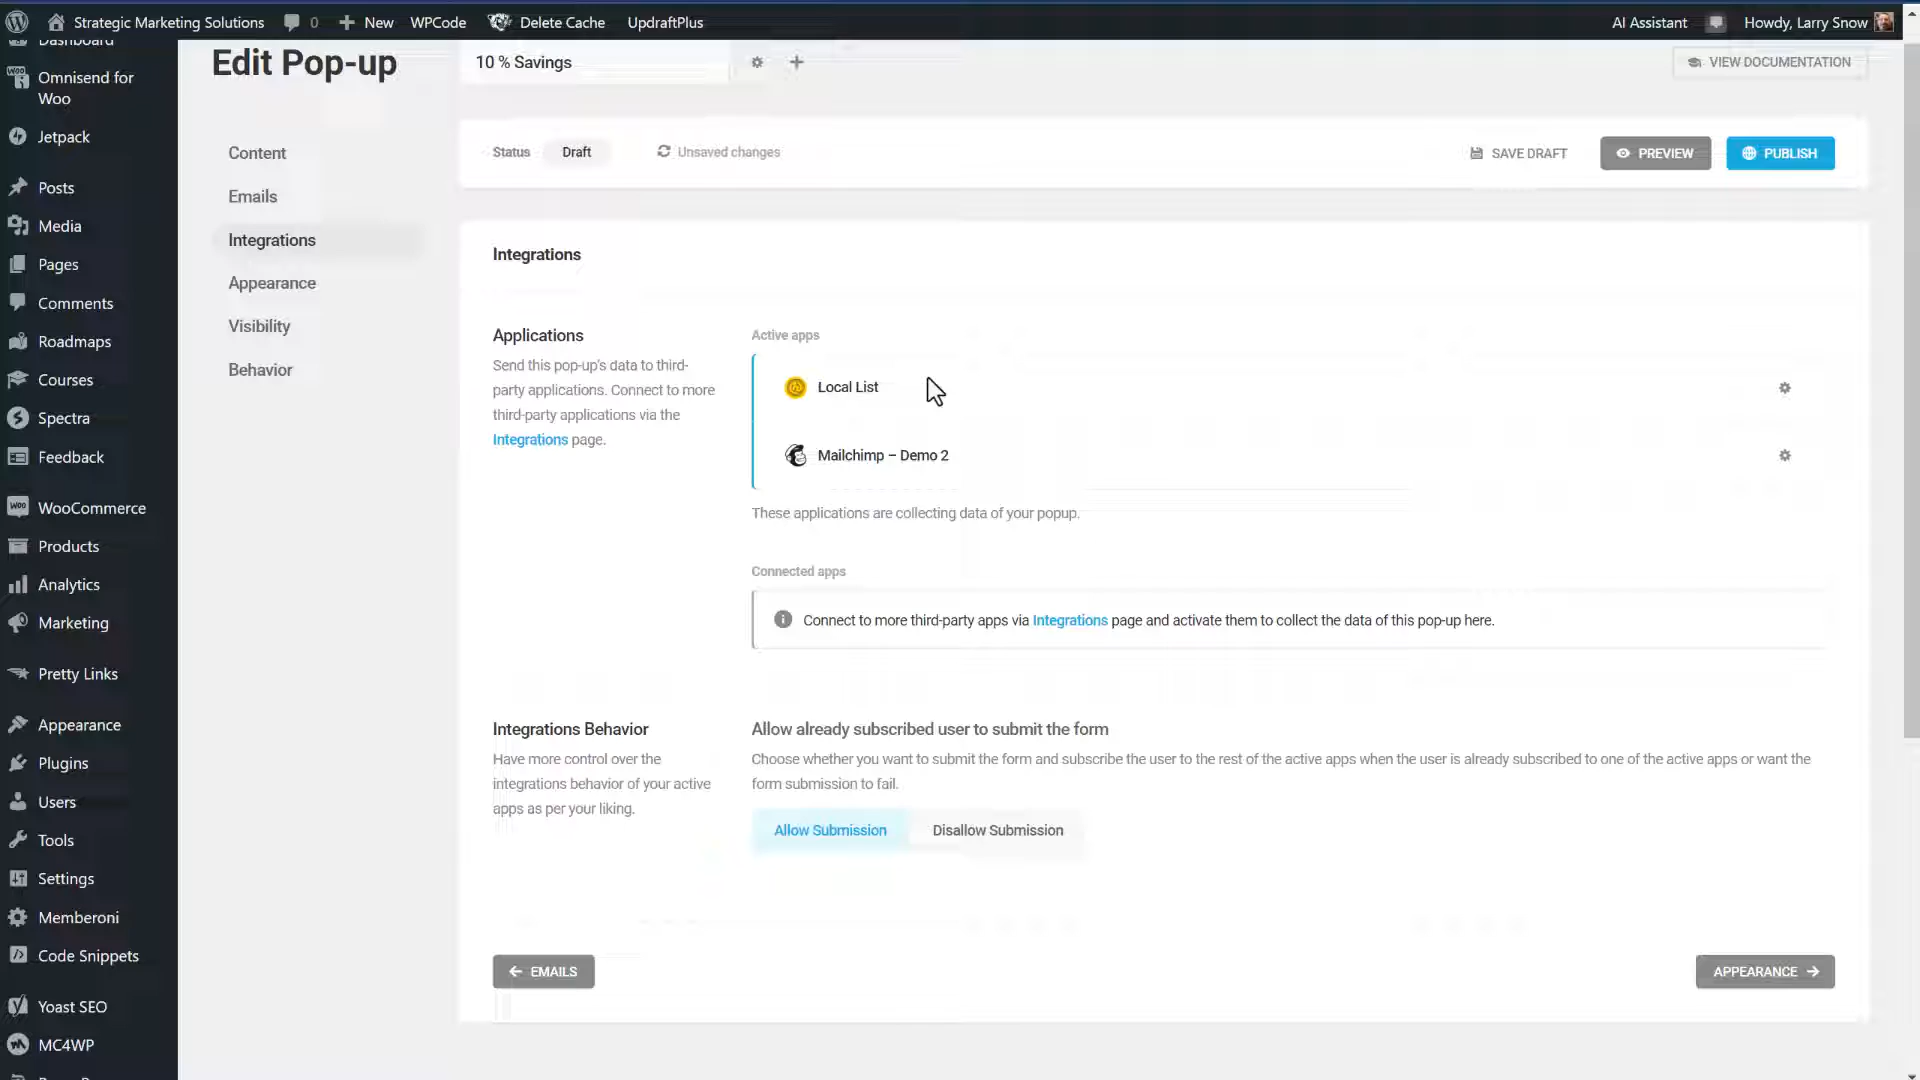 Strategic Marketing Solutions
0
New
WPCode
Delete Cache
UpdraftPlus
AI Assistant
Howdy, Larry Snow
Dashboard
Omnisend for
Woo
Jetpack
Posts
Media
Pages
Comments
Roadmaps
Courses
Spectra
Feedback
WooCommerce
Products
Analytics
Marketing
Pretty Links
Appearance
Plugins
Users
Tools
Settings
Memberoni
Code Snippets
Yoast SEO
MC4WP
Edit Pop-up
10 % Savings
VIEW DOCUMENTATION
Content
Emails
Integrations
Appearance
Visibility
Behavior
Status
Draft
Unsaved changes
SAVE DRAFT
PREVIEW
PUBLISH
Integrations
Applications
Send this pop-up's data to third-
party applications. Connect to more
third-party applications via the
Integrations page.
Active apps
Local List
Mailchimp – Demo 2
These applications are collecting data of your popup.
Connected apps
Connect to more third-party apps via Integrations page and activate them to collect the data of this pop-up here.
Integrations Behavior
Have more control over the
integrations behavior of your active
apps as per your liking.
Allow already subscribed user to submit the form
Choose whether you want to submit the form and subscribe the user to the rest of the active apps when the user is already subscribed to one of the active apps or want the
form submission to fail.
Allow Submission
Disallow Submission
EMAILS
APPEARANCE